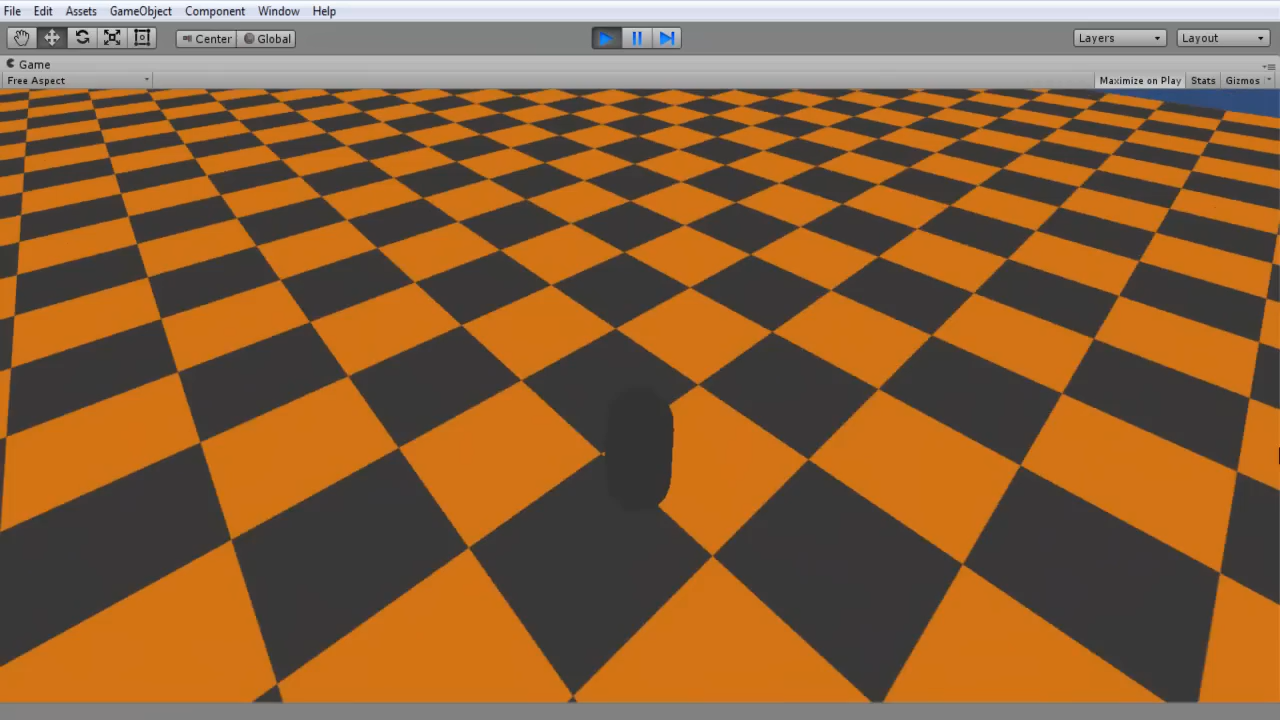 File Edit Assets GameObject Component Window Help
Center Global Layers Layout
Game
Free Aspect Maximize on Play Stats Gizmos